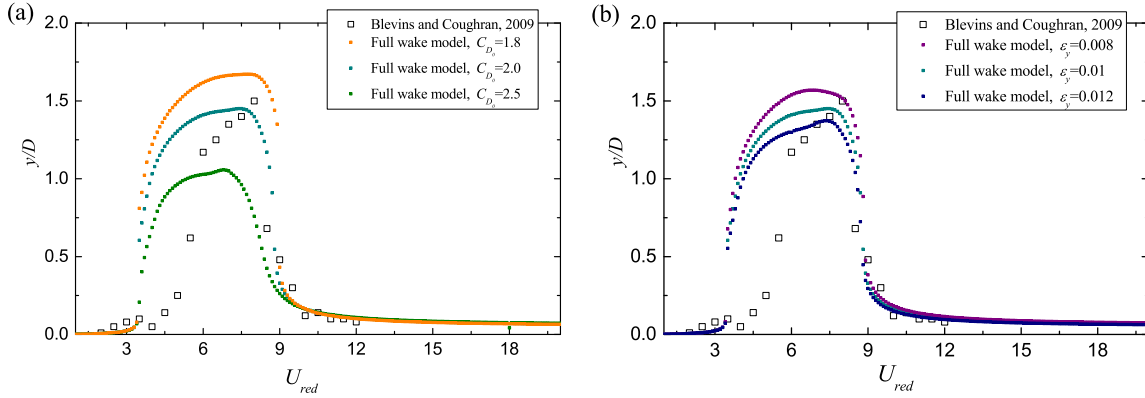 (a)
Blevins and Coughran, 2009
Full wake model, C_{D_0}=1.8
Full wake model, C_{D_0}=2.0
Full wake model, C_{D_0}=2.5
2.0
1.5
1.0
0.5
0.0
y/D
3 6 9 12 15 18
U_{red}
(b)
Blevins and Coughran, 2009
Full wake model, ε_y=0.008
Full wake model, ε_y=0.01
Full wake model, ε_y=0.012
2.0
1.5
1.0
0.5
0.0
y/D
3 6 9 12 15 18
U_{red}